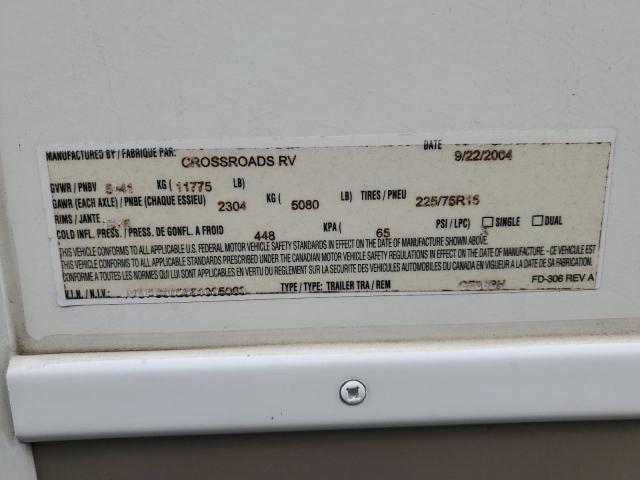 MANUFACTURED BY / FABRIQUE PAR: CROSSROADS RV DATE 9/22/2004
GVWR / PNBV KG ( 11775 LB)
GAWR (EACH AXLE) / PNBE (CHAQUE ESSIEU) 2304 KG ( 5080 LB) TIRES / PNEU 225/75R15
RIMS / JANTE
COLD INFL. PRESS. / PRESS. DE GONFL. A FROID 448 KPA ( 65 PSI / LPC) SINGLE DUAL
THIS VEHICLE CONFORMS TO ALL APPLICABLE U.S. FEDERAL MOTOR VEHICLE SAFETY STANDARDS IN EFFECT ON THE DATE OF MANUFACTURE SHOWN ABOVE.
THIS VEHICLE CONFORMS TO ALL APPLICABLE STANDARDS PRESCRIBED UNDER THE CANADIAN MOTOR VEHICLE SAFETY REGULATIONS IN EFFECT ON THE DATE OF MANUFACTURE - CE VEHICULE EST
CONFORME A TOUTES LES NORMES QUI LUI SONT APPLICABLES EN VERTU DU REGLEMENT SUR LA SECURITE DES VEHICULES AUTOMOBILES DU CANADA EN VIGUEUR A LA DATE DE SA FABRICATION.
FD-306 REV A
V.I.N. / N.I.V. TYPE / TYPE: TRAILER TRA / REM